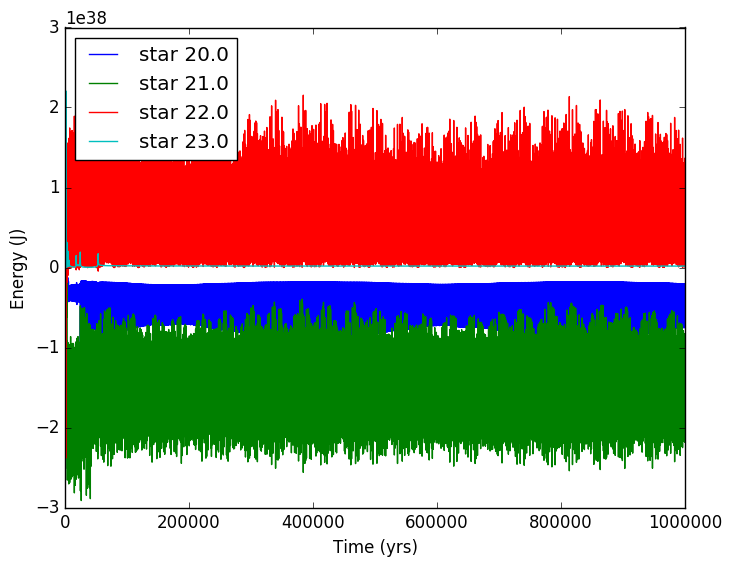 1e38
3
2
1
0
−1
−2
−3
star 20.0
star 21.0
star 22.0
star 23.0
Energy (J)
0 200000 400000 600000 800000 1000000
Time (yrs)